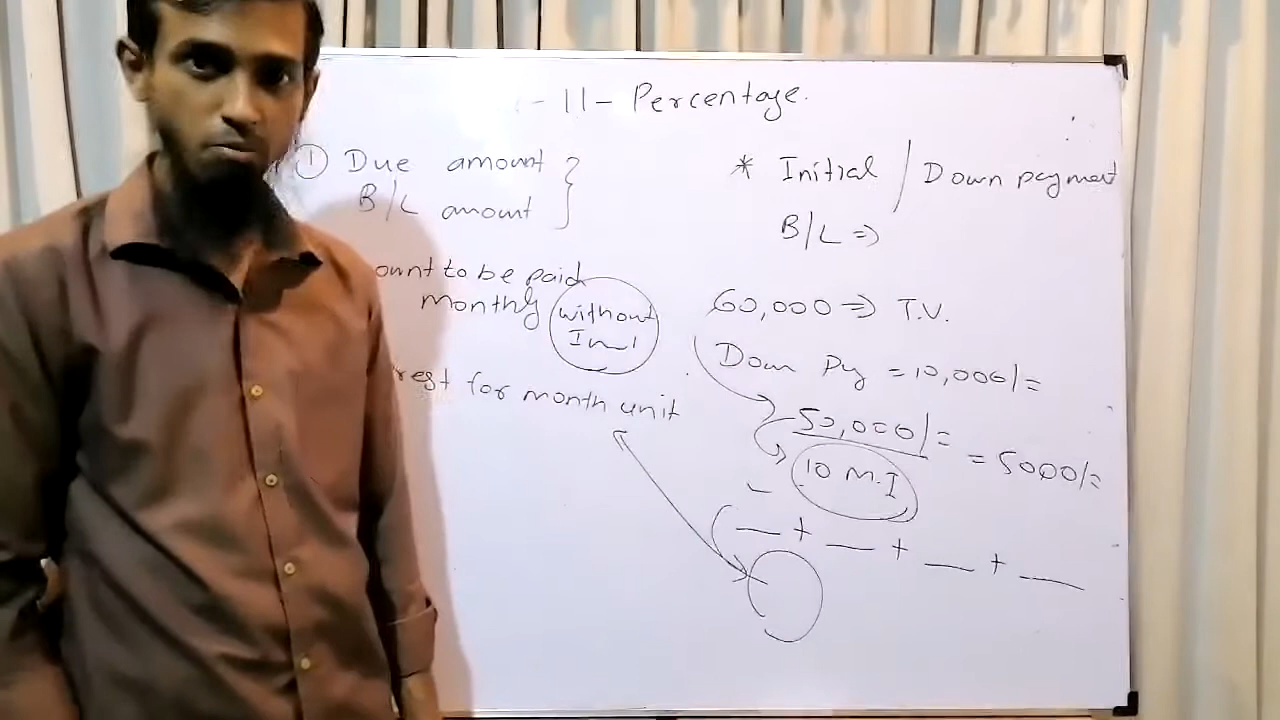 - 11 - Percentage.
① Due amount
B/L amount
ount to be paid
monthly without
rest for month unit
* Initial / Down payment
B/L ⇒
60,000 ⇒ T.V.
Down Py = 10,000/=
50,000/=
10 M.I = 5000/=
— + — + — + —